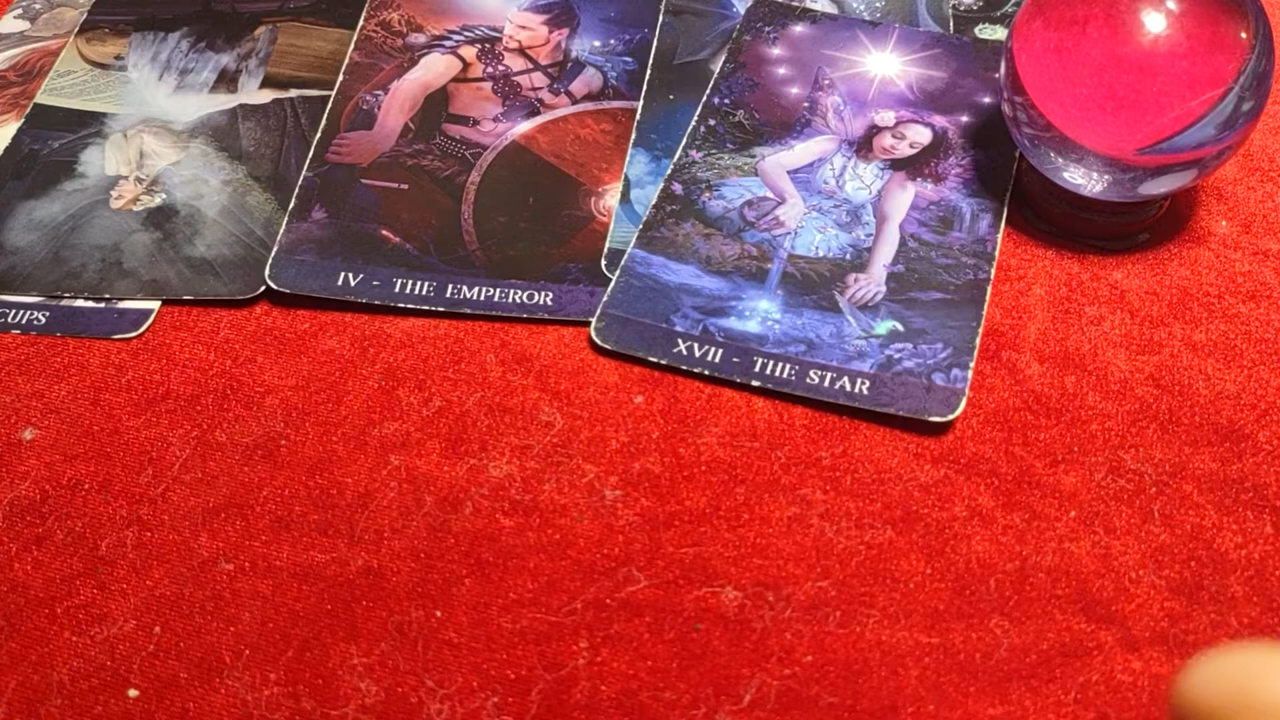 CUPS
IV - THE EMPEROR
XVII - THE STAR